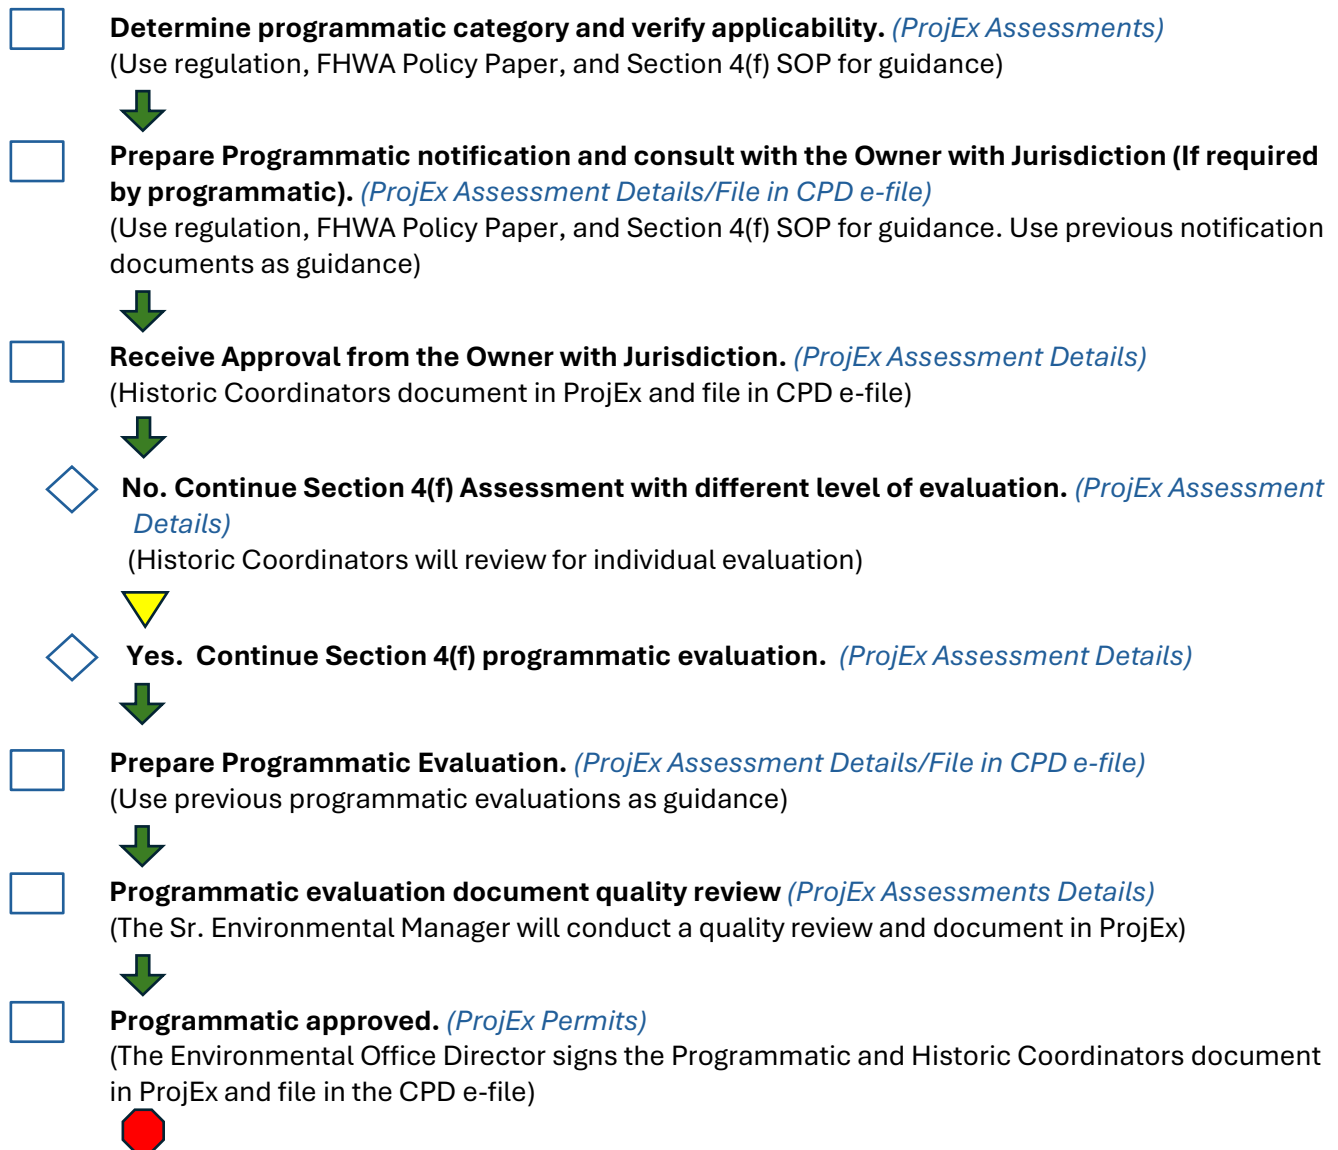 Determine programmatic category and verify applicability. (ProjEx Assessments)
(Use regulation, FHWA Policy Paper, and Section 4(f) SOP for guidance)
Prepare Programmatic notification and consult with the Owner with Jurisdiction (If required
by programmatic). (ProjEx Assessment Details/File in CPD e-file)
(Use regulation, FHWA Policy Paper, and Section 4(f) SOP for guidance. Use previous notification
documents as guidance)
Receive Approval from the Owner with Jurisdiction. (ProjEx Assessment Details)
(Historic Coordinators document in ProjEx and file in CPD e-file)
No. Continue Section 4(f) Assessment with different level of evaluation. (ProjEx Assessment
Details)
(Historic Coordinators will review for individual evaluation)
Yes. Continue Section 4(f) programmatic evaluation. (ProjEx Assessment Details)
Prepare Programmatic Evaluation. (ProjEx Assessment Details/File in CPD e-file)
(Use previous programmatic evaluations as guidance)
Programmatic evaluation document quality review (ProjEx Assessments Details)
(The Sr. Environmental Manager will conduct a quality review and document in ProjEx)
Programmatic approved. (ProjEx Permits)
(The Environmental Office Director signs the Programmatic and Historic Coordinators document
in ProjEx and file in the CPD e-file)